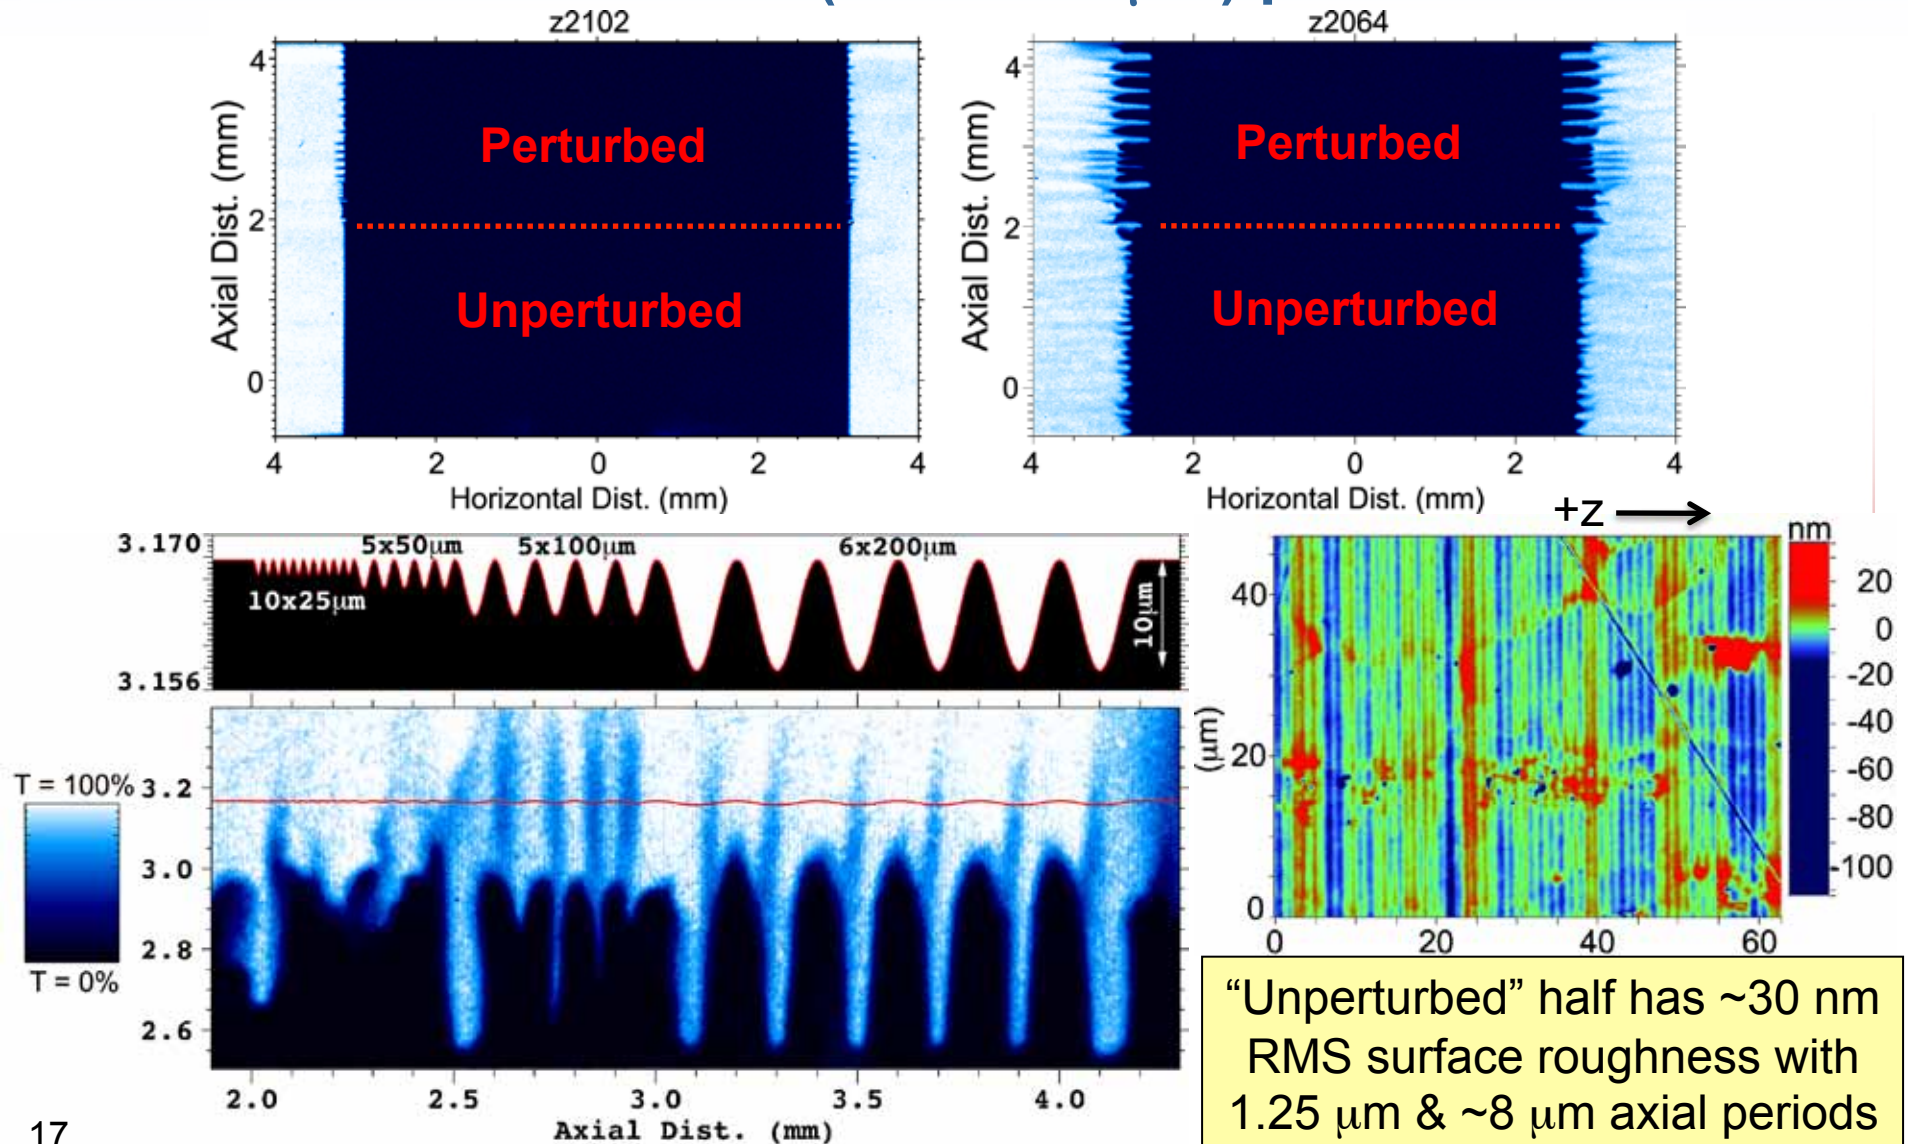 z2102
z2064
4
2
0
Axial Dist. (mm)
Perturbed
Unperturbed
4 2 0 2 4
Horizontal Dist. (mm)
4
2
0
Axial Dist. (mm)
Perturbed
Unperturbed
4 2 0 2 4
Horizontal Dist. (mm)
3.170
3.156
10x25µm
5x50µm
5x100µm
6x200µm
10µm
T = 100%
T = 0%
3.2
3.0
2.8
2.6
2.0 2.5 3.0 3.5 4.0
Axial Dist. (mm)
+z
nm
20
0
-20
-40
-60
-80
-100
40
20
0
(µm)
0 20 40 60
“Unperturbed” half has ~30 nm
RMS surface roughness with
1.25 µm & ~8 µm axial periods
17